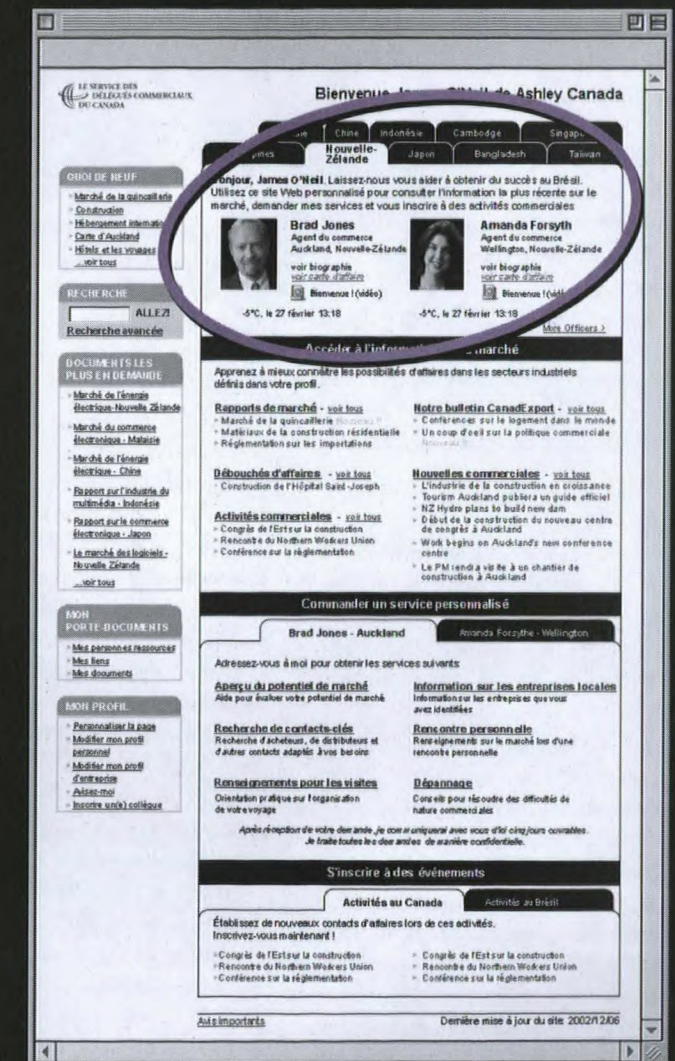 LE SERVICE DES
DÉLÉGUÉS COMMERCIAUX
DU CANADA
Bienvenue de Ashley Canada
Chine Indonésie Cambodge
Nouvelle-
Zélande Japon Bangladesh Taiwan
Bonjour, James O'Neil. Laissez-nous vous aider à obtenir du succès au Brésil.
Utilisez ce site Web personnalisé pour consulter l'information la plus récente sur le
marché, demander mes services et vous inscrire à des activités commerciales
Brad Jones
Agent du commerce
Auckland, Nouvelle-Zélande
voir biographie
voir carte d'affaire
Bienvenue ! (vidéo)
-5°C, le 27 février 13:18
Amanda Forsyth
Agent du commerce
Wellington, Nouvelle-Zélande
voir biographie
voir carte d'affaire
Bienvenue ! (vidéo)
-5°C, le 27 février 13:18
More Officers >
QUOI DE NEUF
Marché de la quincaillerie
Construction
Hébergement
Carte d'Auckland
Hôtels et les voyages
...voir tous
RECHERCHE
ALLEZ!
Recherche avancée
DOCUMENTS LES
PLUS EN DEMANDE
Marché de l'énergie
électrique-Nouvelle Zélande
Marché du commerce
électronique - Malaisie
Marché de l'énergie
électrique - Chine
Rapport sur l'industrie du
multimédia - Indonésie
Rapport sur le commerce
électronique - Japon
Le marché des logiciels -
Nouvelle Zélande
...voir tous
MON
PORTE-DOCUMENTS
Mes personnes ressources
Mes liens
Mes documents
MON PROFIL
Personnaliser la page
Modifier mon profil
personnel
Modifier mon profil
d'entreprise
Avisez-moi
Inscrire un(e) collègue
Accéder à marché
Apprenez à mieux connaître les possibilités d'affaires dans les secteurs industriels
définis dans votre profil.
Rapports de marché - voir tous
Marché de la quincaillerie
Matériaux de la construction résidentielle
Réglementation sur les importations
Débouchés d'affaires - voir tous
Construction de l'Hôpital Saint-Joseph
Activités commerciales - voir tous
Congrès de l'Est sur la construction
Rencontre du Northern Workers Union
Conférence sur la réglementation
Notre bulletin CanadExport - voir tous
Conférences sur le logement dans le monde
Un coup d'oeil sur la politique commerciale
Nouvelles commerciales - voir tous
L'industrie de la construction en croissance
Tourism Auckland publiera un guide officiel
NZ Hydro plans to build new dam
Début de la construction du nouveau centre
de congrès à Auckland
Work begins on Auckland's new conference
centre
Le PM rendra visite à un chantier de
construction à Auckland
Commander un service personnalisé
Brad Jones - Auckland
Amanda Forsythe - Wellington
Adressez-vous à moi pour obtenir les services suivants
Aperçu du potentiel de marché
Aide pour évaluer votre potentiel de marché
Information sur les entreprises locales
Information sur les entreprises que vous
avez identifiées
Recherche de contacts-clés
Recherche d'acheteurs, de distributeurs et
d'autres contacts adaptés à vos besoins
Rencontre personnelle
Renseignements sur le marché lors d'une
rencontre personnelle
Renseignements pour les visites
Orientation pratique sur l'organisation
de votre voyage
Dépannage
Conseils pour résoudre des difficultés de
nature commerciales
Après réception de votre demande, je communiquerai avec vous d'ici cinq jours ouvrables.
Je traite toutes les demandes de manière confidentielle.
S'inscrire à des événements
Activités au Canada
Activités au Brésil
Établissez de nouveaux contacts d'affaires lors de ces activités.
Inscrivez-vous maintenant !
Congrès de l'Est sur la construction
Rencontre du Northern Workers Union
Conférence sur la réglementation
Congrès de l'Est sur la construction
Rencontre du Northern Workers Union
Conférence sur la réglementation
Avis importants
Dernière mise à jour du site 2002/12/06